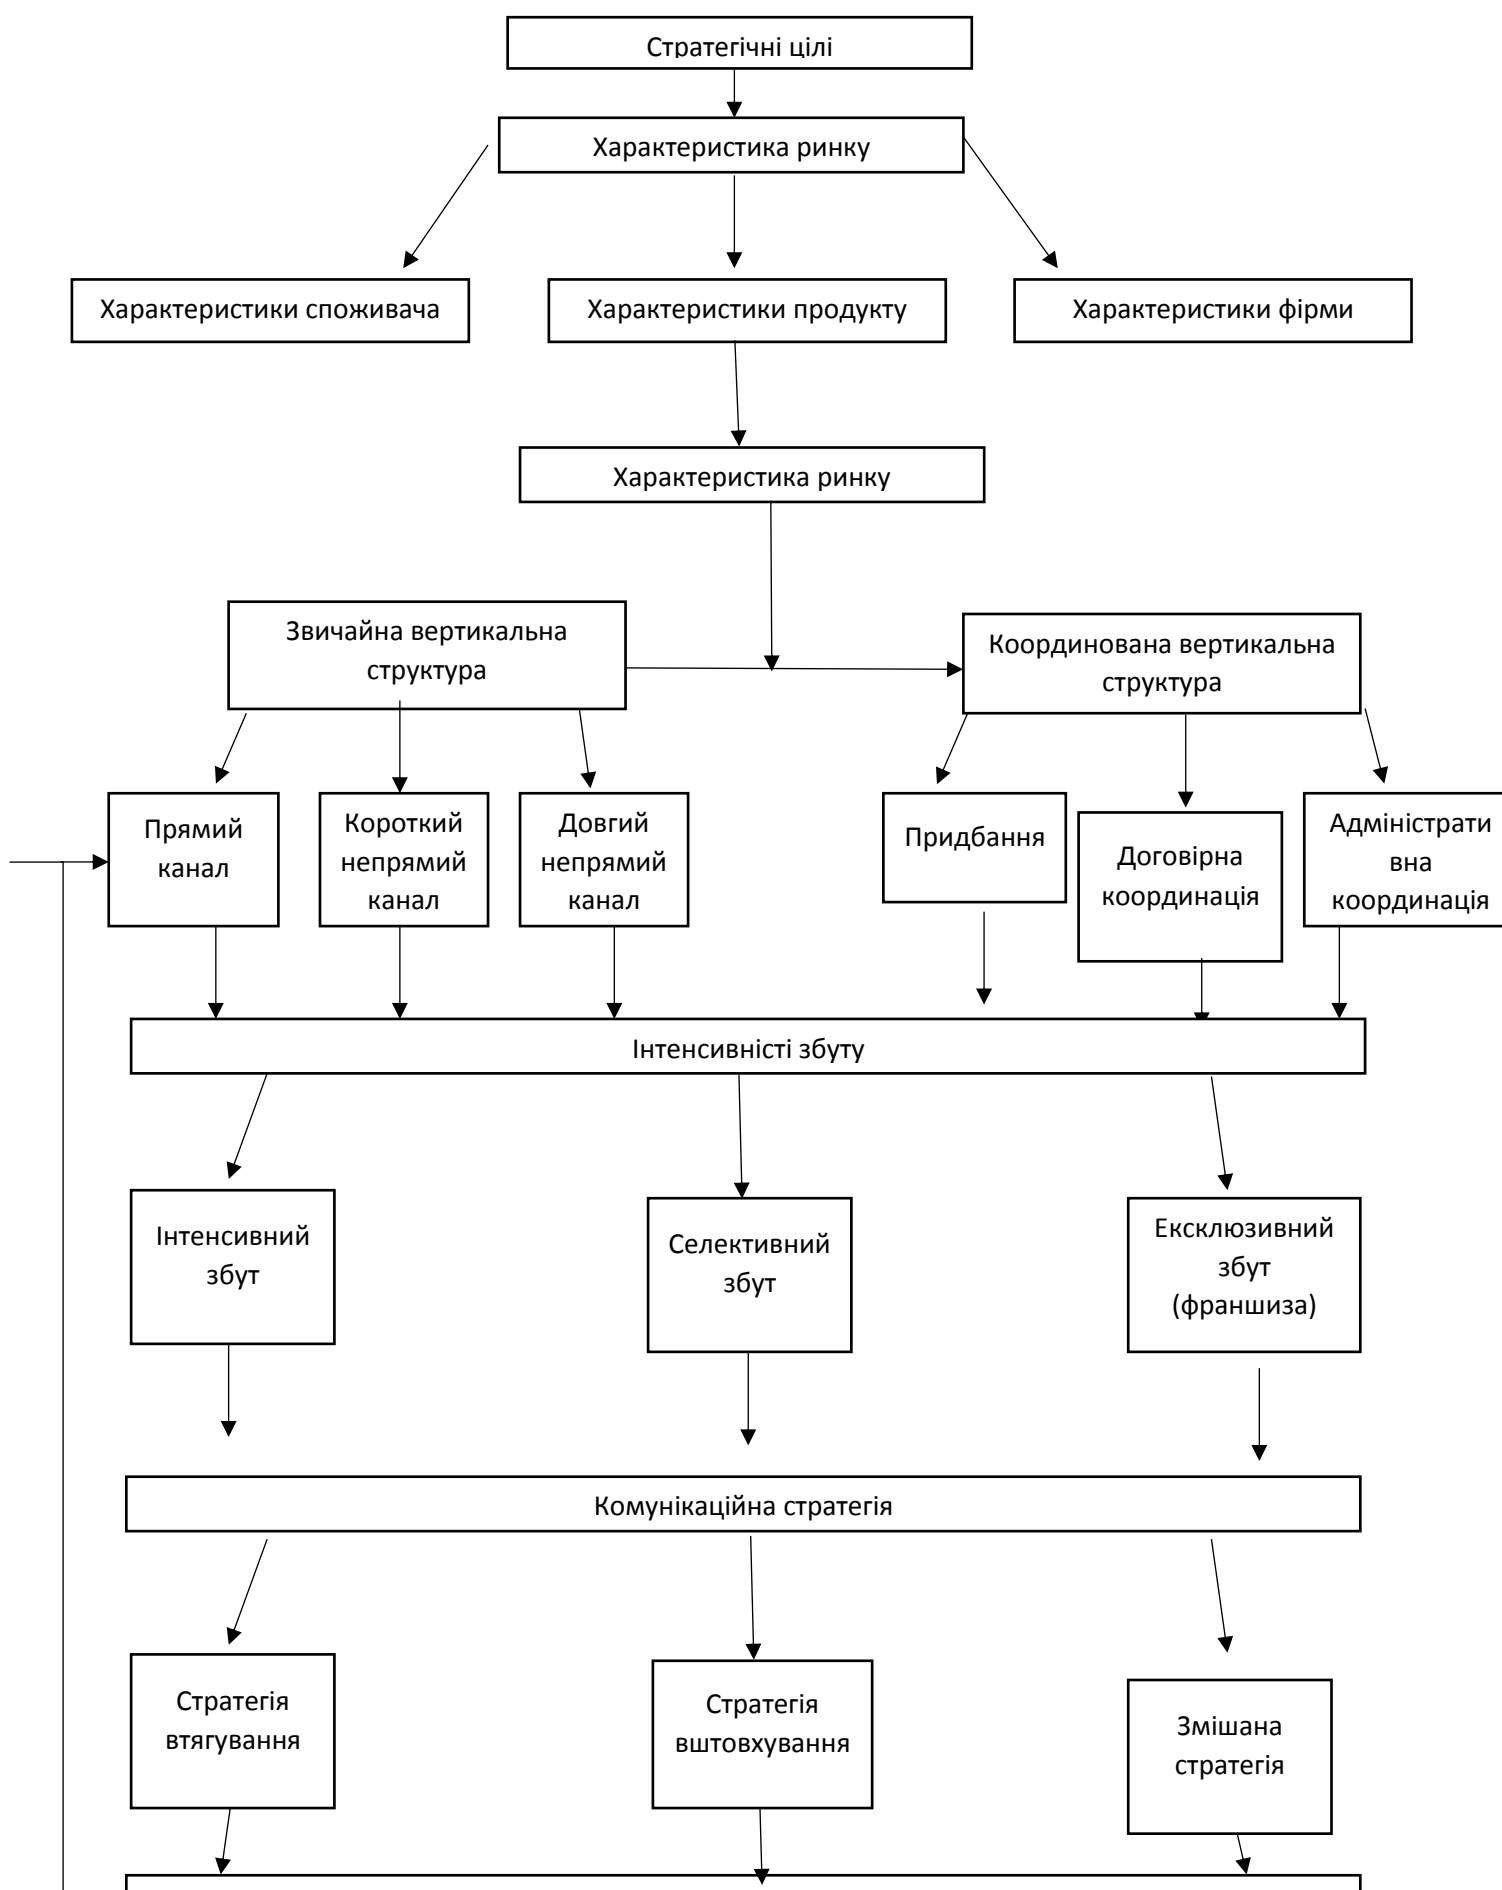 Стратегічні цілі
Характеристика ринку
Характеристики споживача
Характеристики продукту
Характеристики фірми
Характеристика ринку
Звичайна вертикальна
структура
Координована вертикальна
структура
Прямий
канал
Короткий
непрямий
канал
Довгий
непрямий
канал
Придбання
Договірна
координація
Адміністрати
вна
координація
Інтенсивністі збуту
Інтенсивний
збут
Селективний
збут
Ексклюзивний
збут
(франшиза)
Комунікаційна стратегія
Стратегія
втягування
Стратегія
вштовхування
Змішана
стратегія